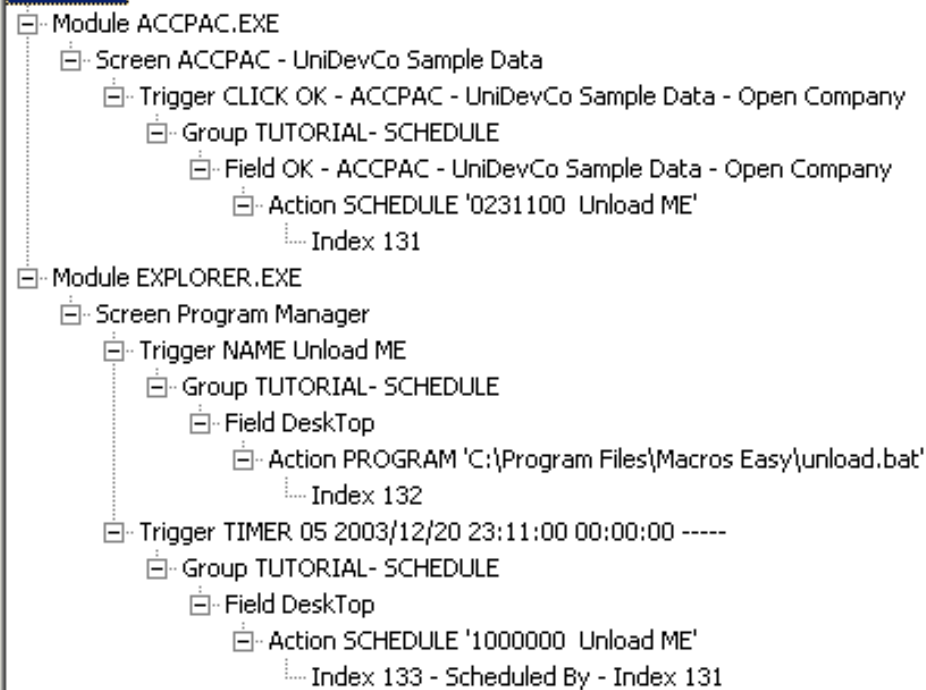 Module ACCPAC.EXE
Screen ACCPAC - UniDevCo Sample Data
Trigger CLICK OK - ACCPAC - UniDevCo Sample Data - Open Company
Group TUTORIAL- SCHEDULE
Field OK - ACCPAC - UniDevCo Sample Data - Open Company
Action SCHEDULE '0231100  Unload ME'
Index 131
Module EXPLORER.EXE
Screen Program Manager
Trigger NAME Unload ME
Group TUTORIAL- SCHEDULE
Field DeskTop
Action PROGRAM 'C:\Program Files\Macros Easy\unload.bat'
Index 132
Trigger TIMER 05 2003/12/20 23:11:00 00:00:00 -----
Group TUTORIAL- SCHEDULE
Field DeskTop
Action SCHEDULE '1000000  Unload ME'
Index 133 - Scheduled By - Index 131